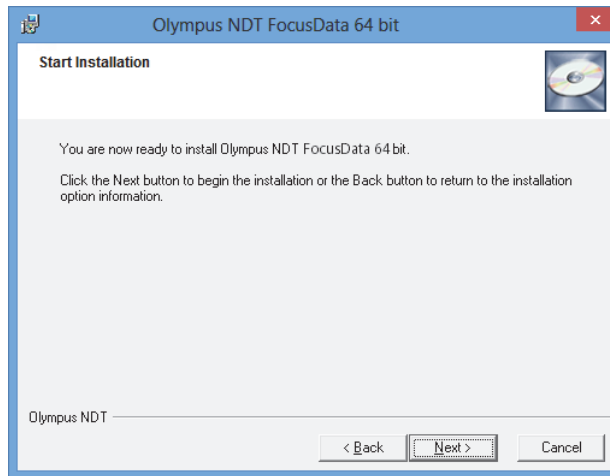 Olympus NDT FocusData 64 bit
Start Installation
You are now ready to install Olympus NDT FocusData 64 bit.
Click the Next button to begin the installation or the Back button to return to the installation
option information.
Olympus NDT
< Back
Next >
Cancel